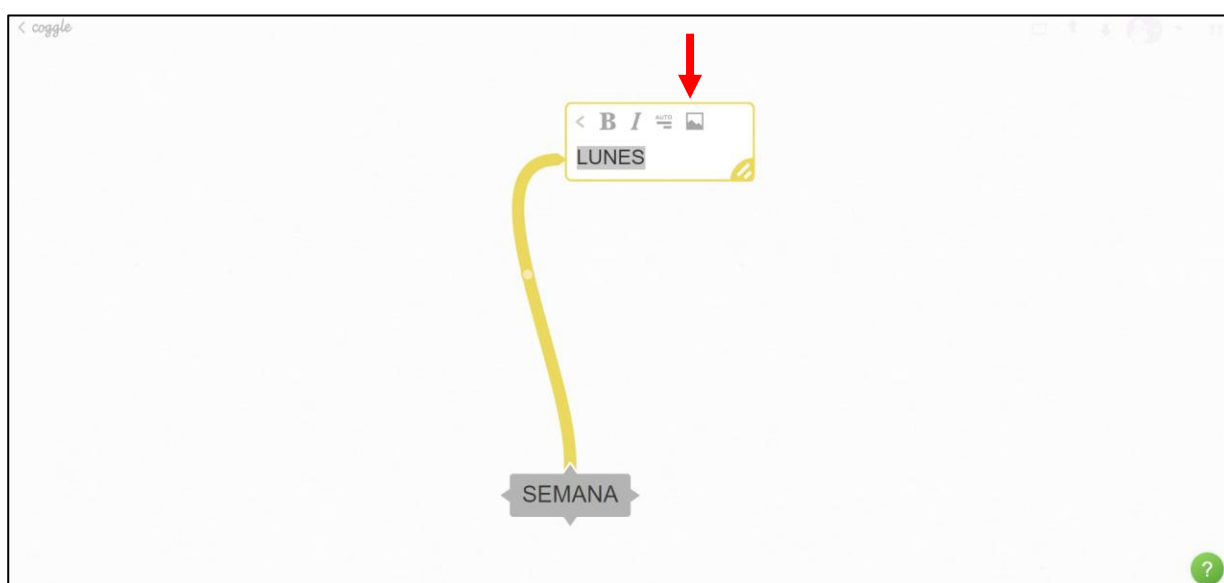 < coggle
< B I AUTO
LUNES
SEMANA
?